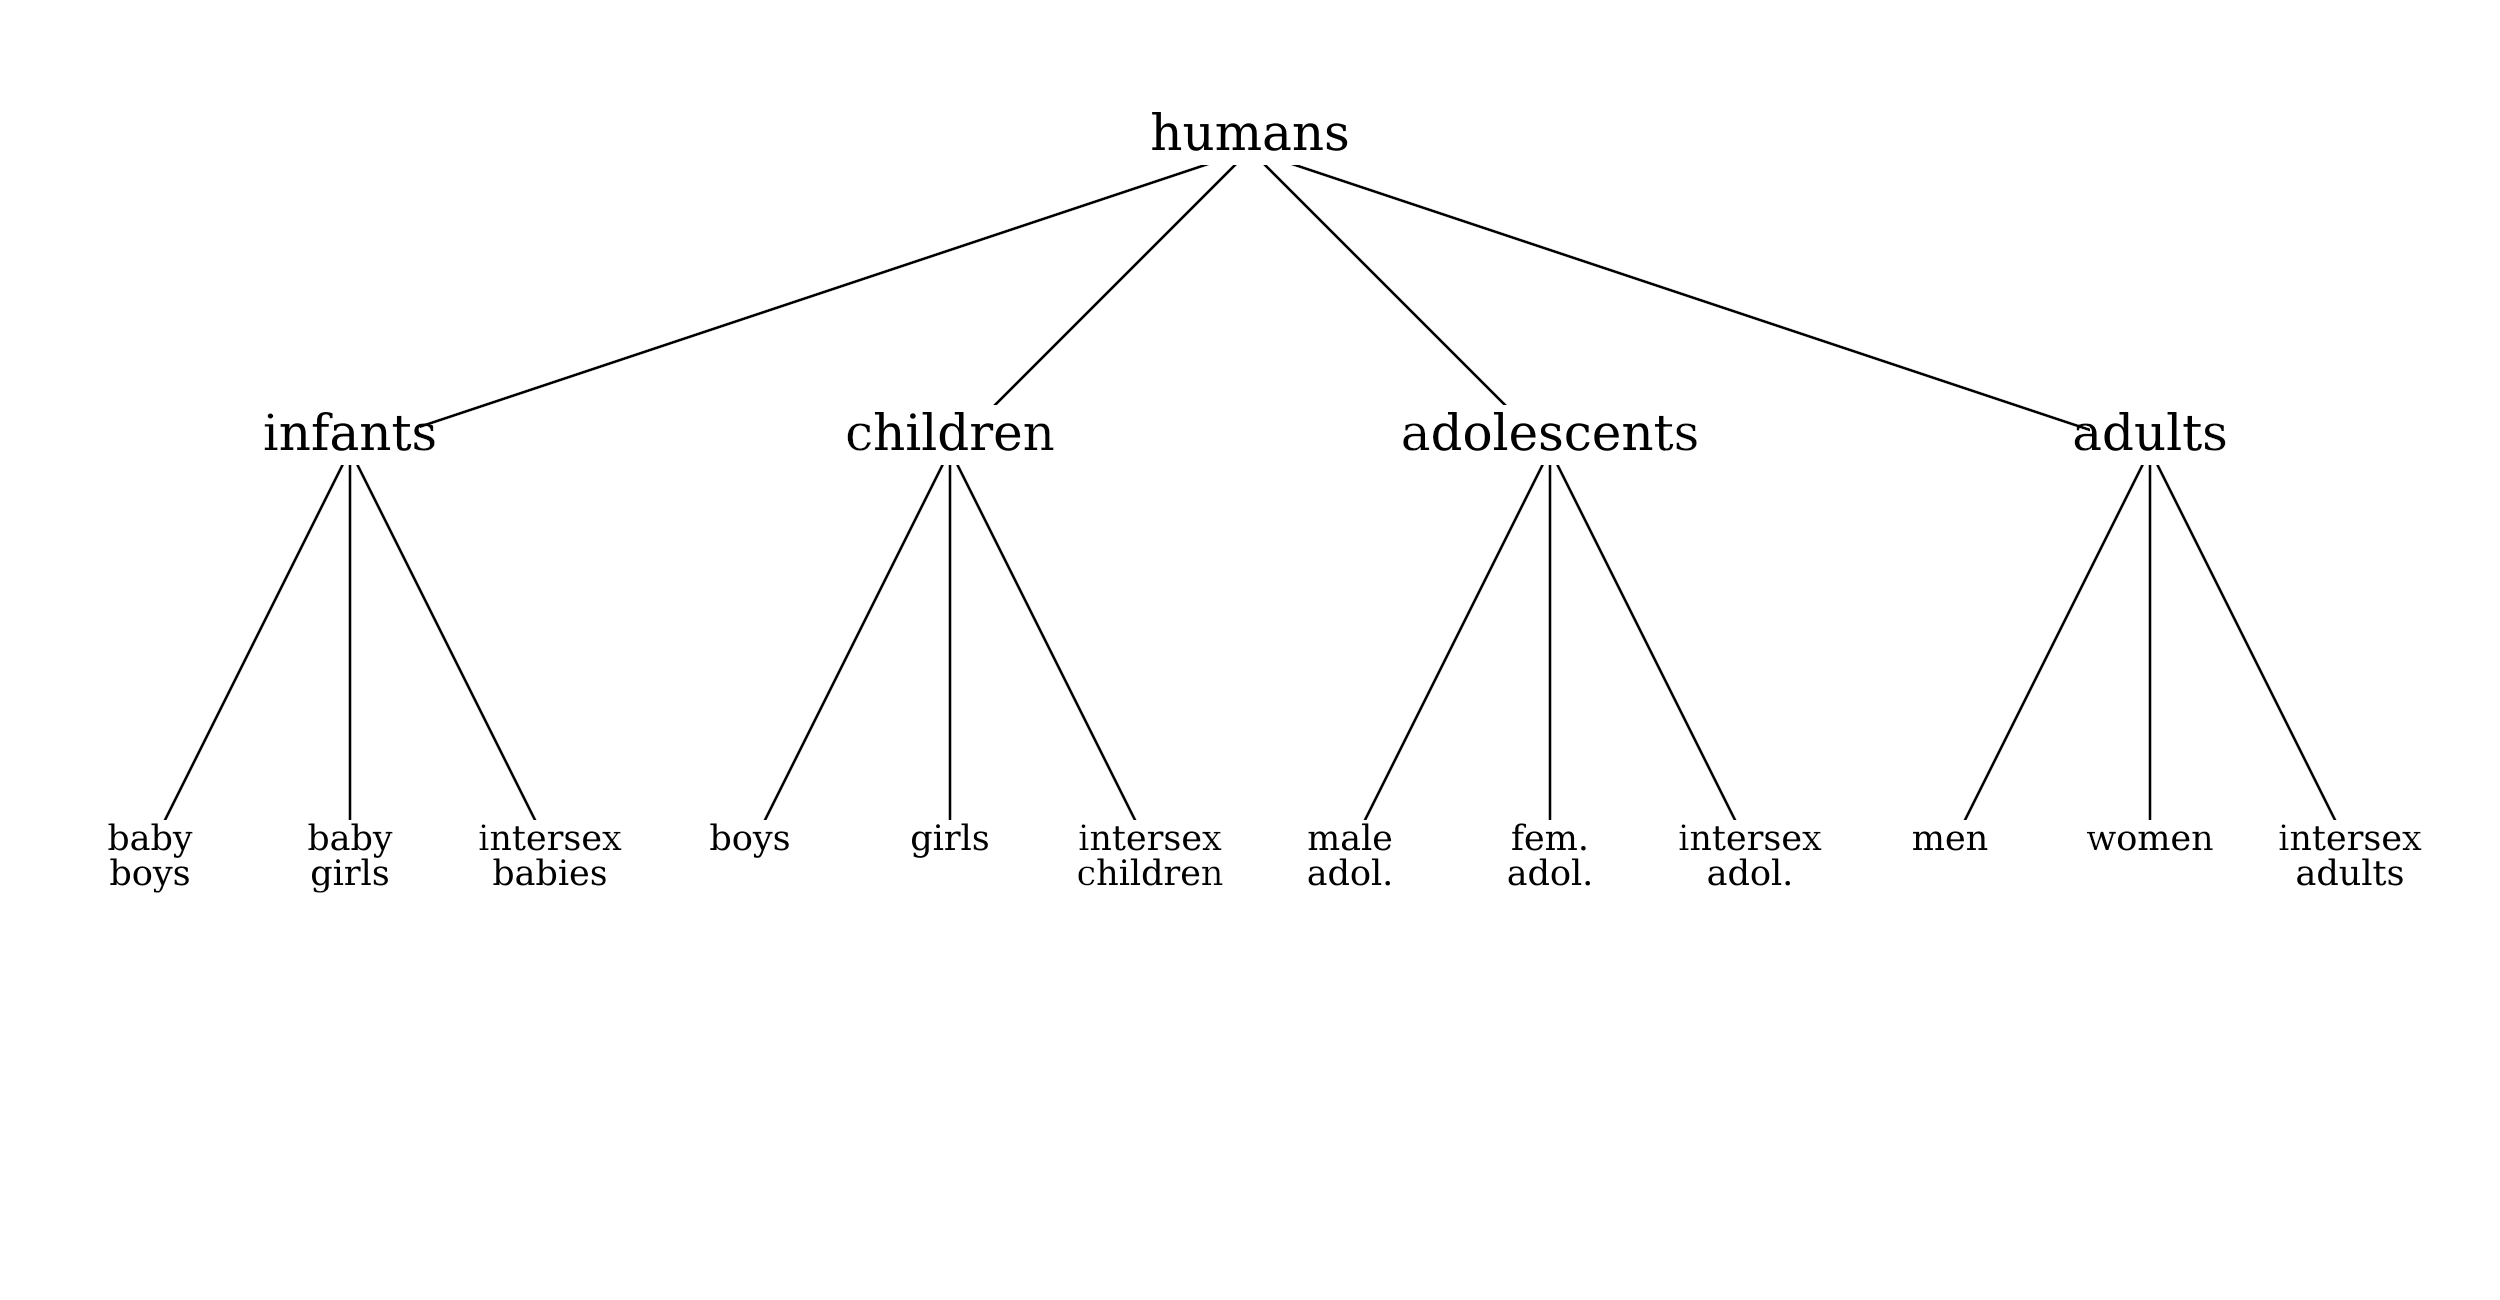 humans
infants children adolescents adults
baby baby intersex boys girls intersex male fem. intersex men women intersex
boys girls babies children adol. adol. adol. adults